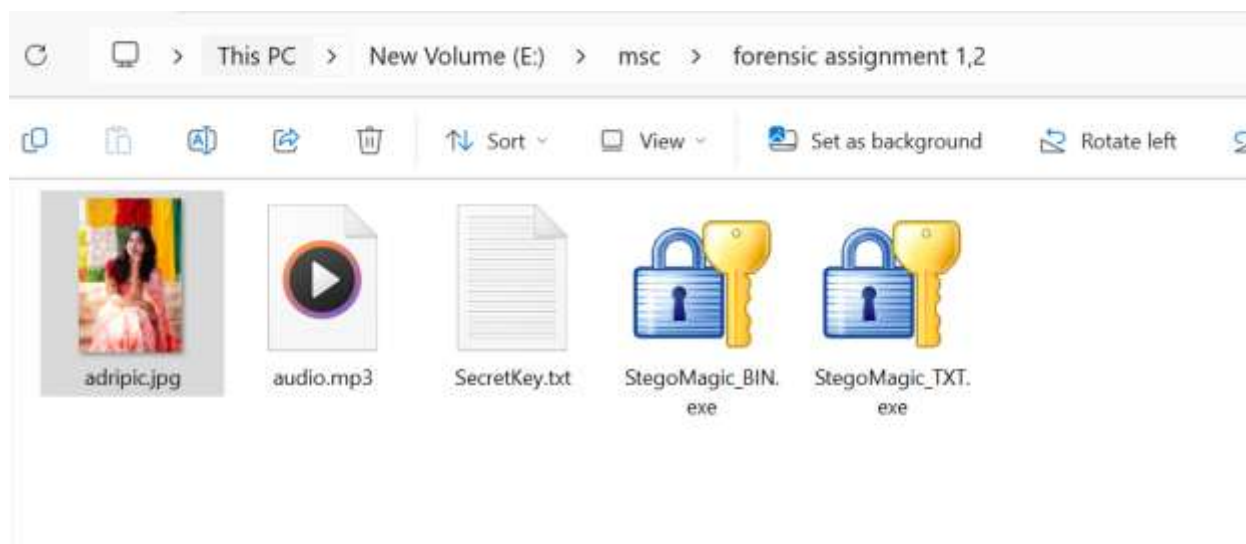 This PC > New Volume (E:) > msc > forensic assignment 1,2
Sort View Set as background Rotate left
adripic.jpg audio.mp3 SecretKey.txt StegoMagic_BIN. StegoMagic_TXT.
exe exe